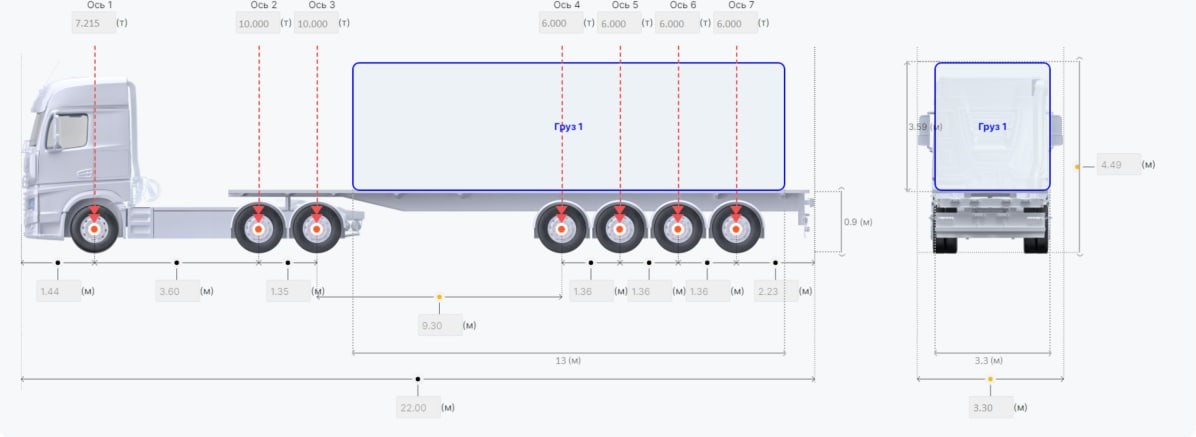 Ось 1 Ось 2 Ось 3 Ось 4 Ось 5 Ось 6 Ось 7
7.215 (т) 10.000 (т) 10.000 (т) 6.000 (т) 6.000 (т) 6.000 (т) 6.000 (т)
Груз 1
3.59 (м)
Груз 1
4.49 (м)
0.9 (м)
1.44 (м) 3.60 (м) 1.35 (м) 1.36 (м) 1.36 (м) 1.36 (м) 2.23 (м)
9.30 (м)
13 (м)
3.3 (м)
22.00 (м)
3.30 (м)